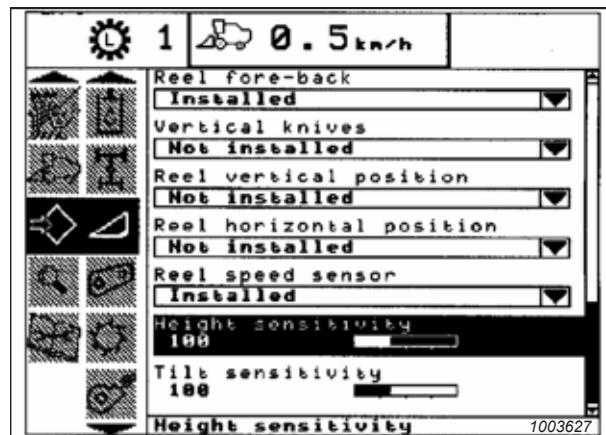 L 1 0.5km/h
Reel fore-back
Installed
Vertical knives
Not installed
Reel vertical position
Not installed
Reel horizontal position
Not installed
Reel speed sensor
Installed
Height sensitivity
100
Tilt sensitivity
100
Height sensitivity
1003627